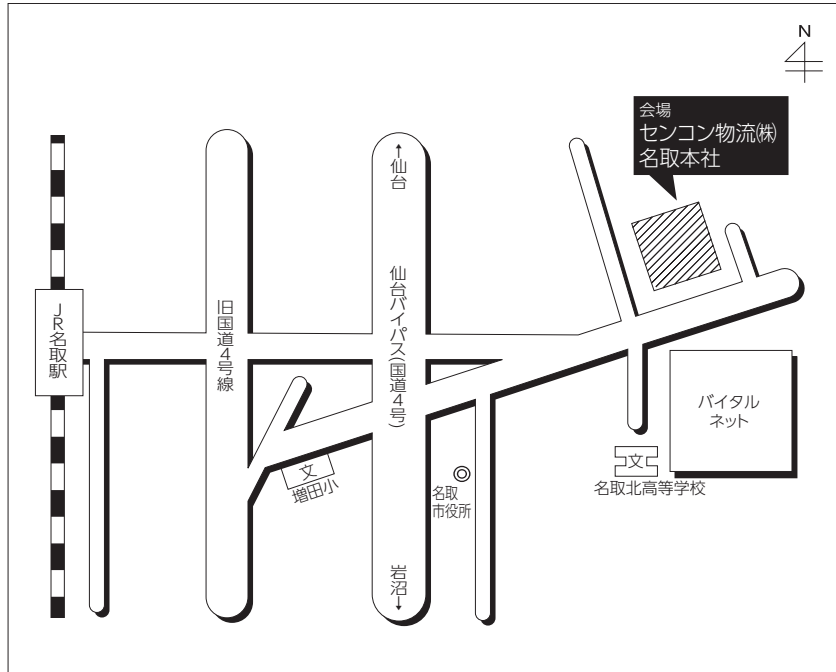 N
会場
センコン物流㈱
名取本社
↑仙台
仙台バイパス(国道4号)
旧国道4号線
JR名取駅
バイタル
ネット
文
増田小
名取
市役所
文
名取北高等学校
岩沼↓